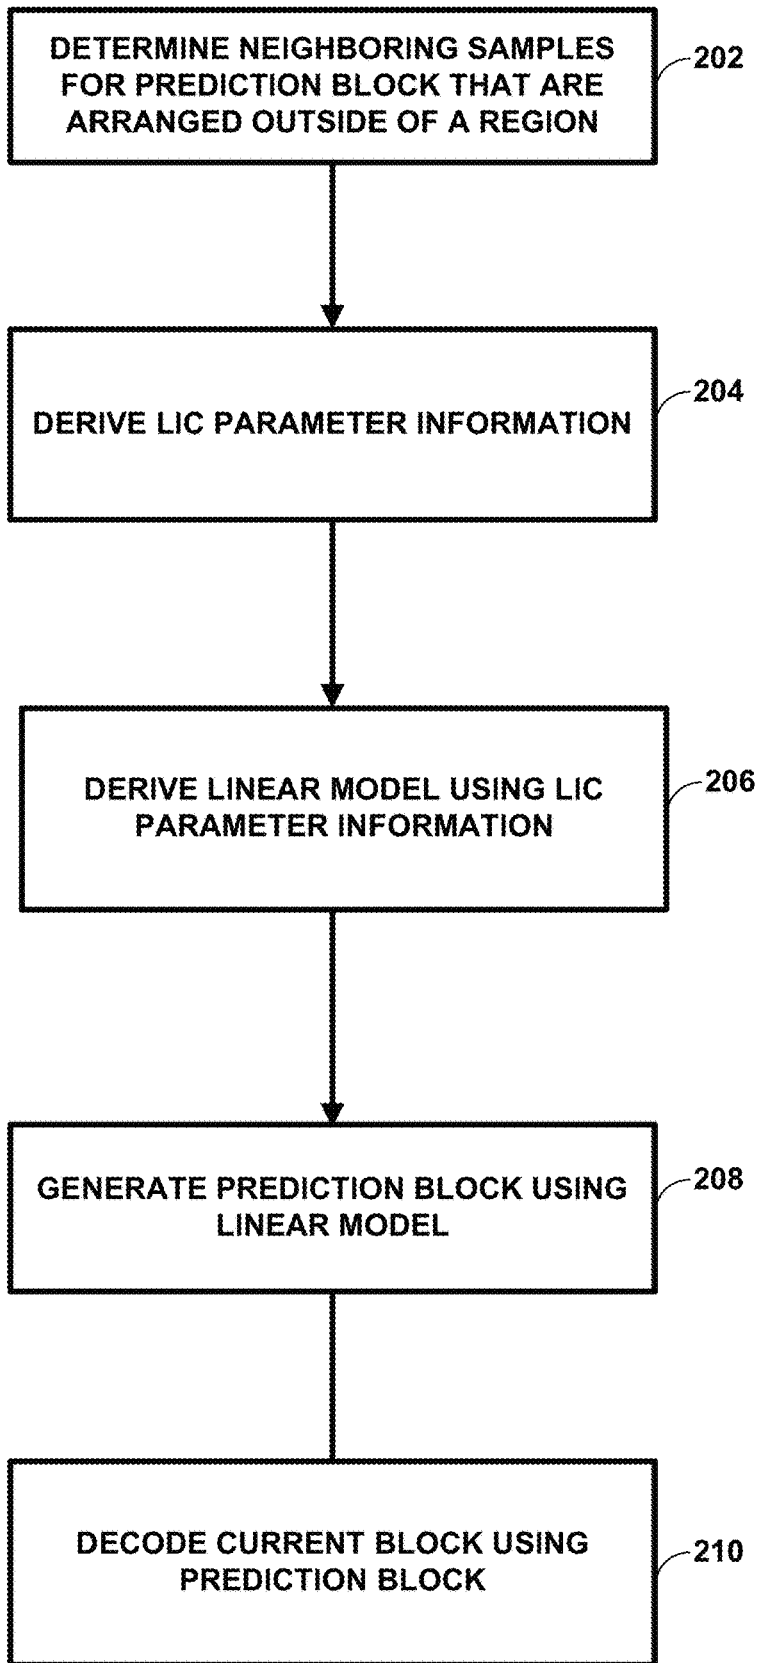 DETERMINE NEIGHBORING SAMPLES
FOR PREDICTION BLOCK THAT ARE
ARRANGED OUTSIDE OF A REGION
202
DERIVE LIC PARAMETER INFORMATION
204
DERIVE LINEAR MODEL USING LIC
PARAMETER INFORMATION
206
GENERATE PREDICTION BLOCK USING
LINEAR MODEL
208
DECODE CURRENT BLOCK USING
PREDICTION BLOCK
210